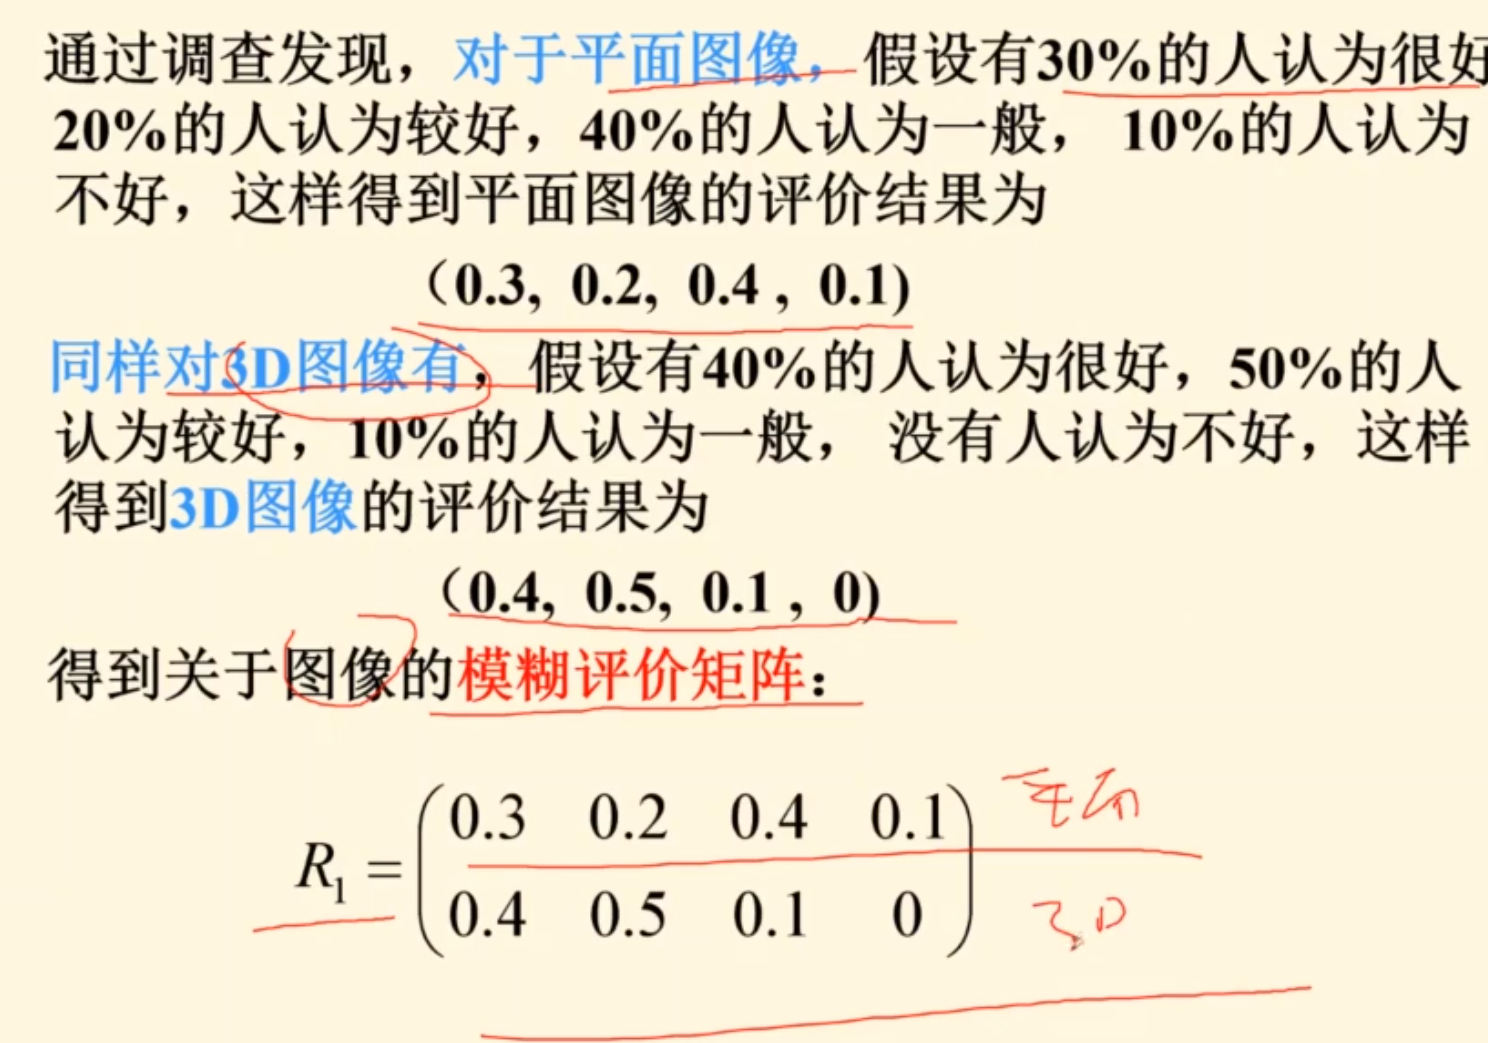 通过调查发现，对于平面图像，假设有30%的人认为很好
20%的人认为较好，40%的人认为一般， 10%的人认为
不好，这样得到平面图像的评价结果为
（0.3, 0.2, 0.4 , 0.1)
同样对3D图像有，假设有40%的人认为很好，50%的人
认为较好，10%的人认为一般， 没有人认为不好，这样
得到3D图像的评价结果为
（0.4, 0.5, 0.1 , 0)
得到关于图像的模糊评价矩阵：
0.3 0.2 0.4 0.1 平面
R1 =
0.4 0.5 0.1 0 3D